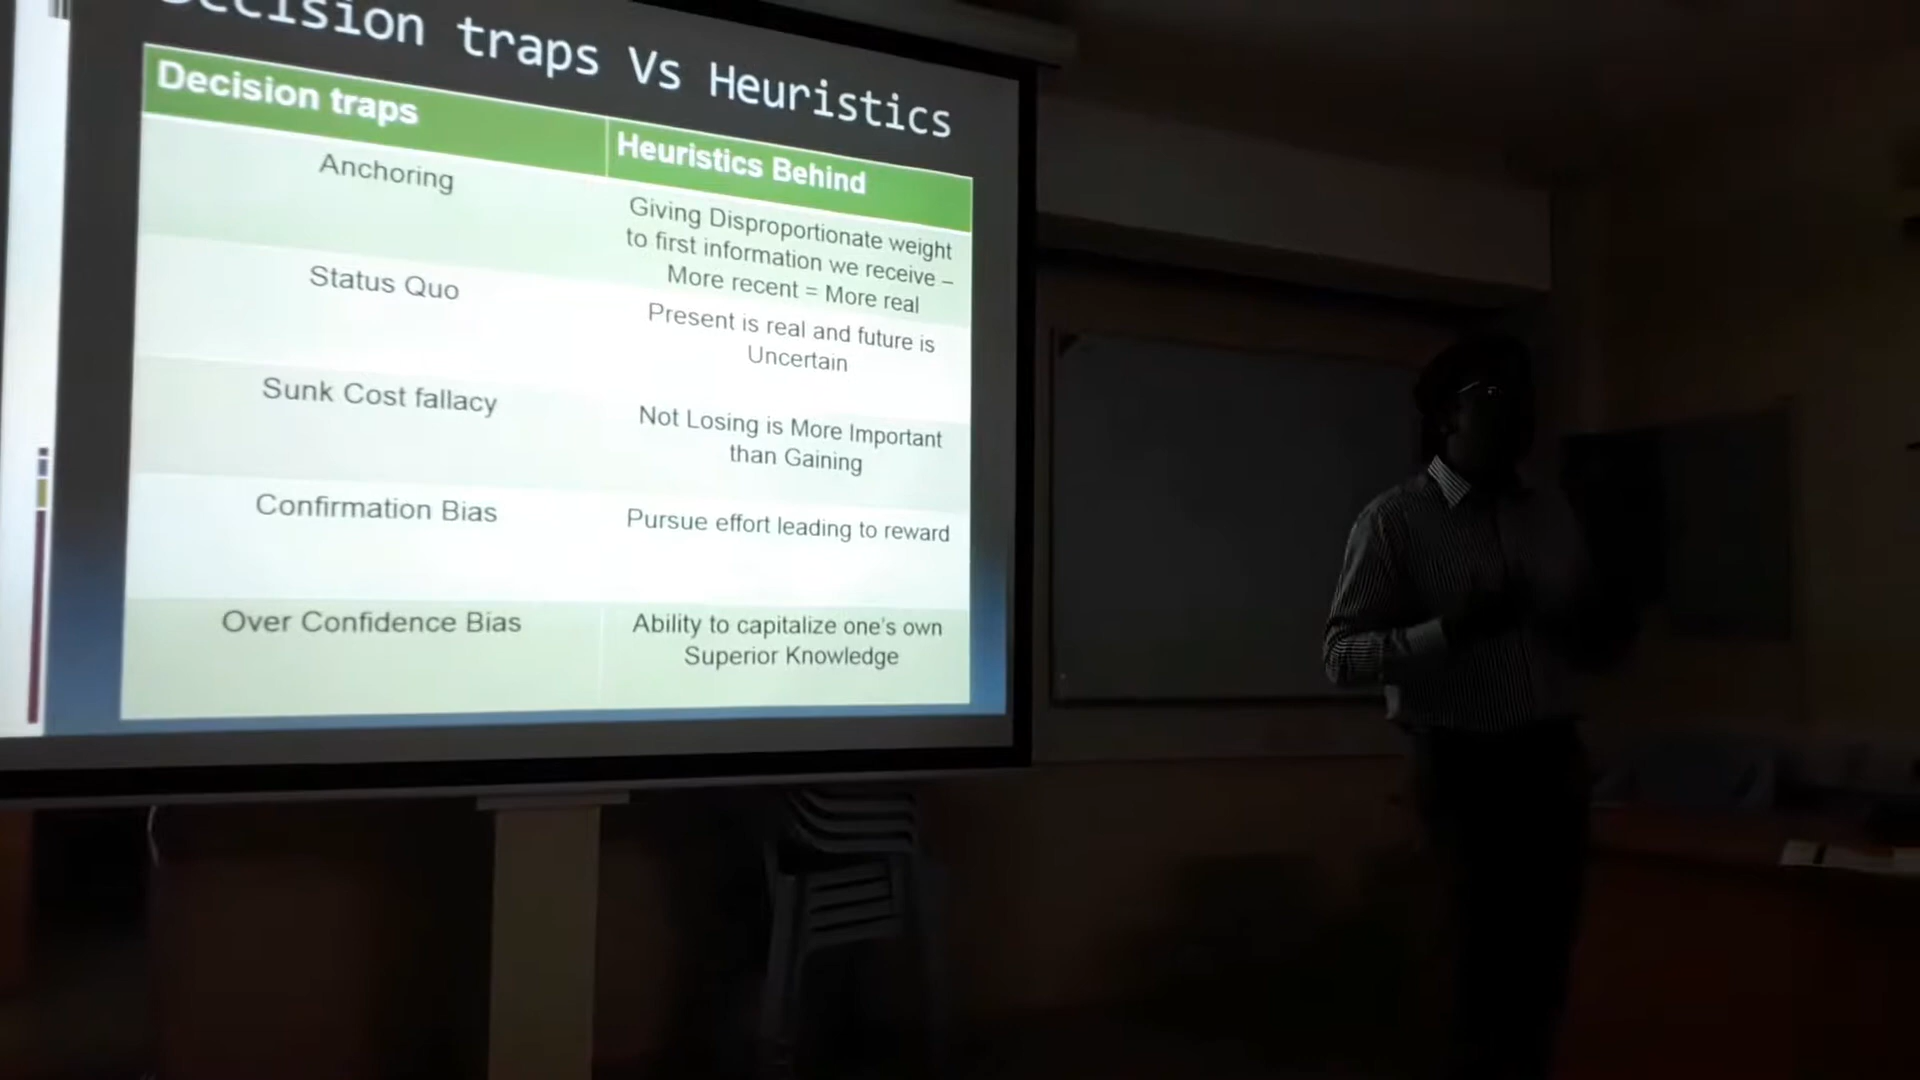 Decision traps Vs Heuristics
Decision traps
Heuristics Behind
Anchoring
Giving Disproportionate weight
to first information we receive –
More recent = More real
Status Quo
Present is real and future is
Uncertain
Sunk Cost fallacy
Not Losing is More Important
than Gaining
Confirmation Bias
Pursue effort leading to reward
Over Confidence Bias
Ability to capitalize one's own
Superior Knowledge